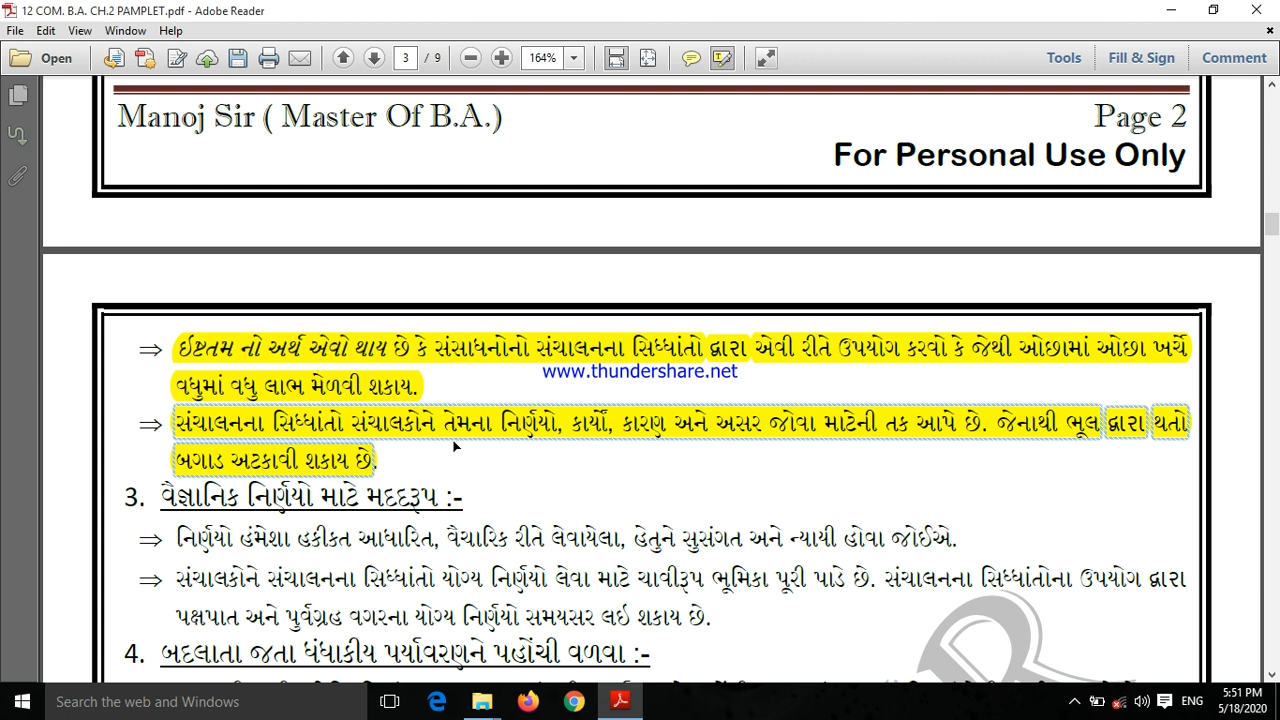 12 COM. B.A. CH.2 PAMPLET.pdf - Adobe Reader
File Edit View Window Help
Open 3 / 9 164% Tools Fill & Sign Comment
Manoj Sir ( Master Of B.A.) Page 2
For Personal Use Only
⇒ ઈષ્ટતમ નો અર્થ એવો થાય છે કે સંસાધનોનો સંચાલનના સિધ્ધાંતો દ્વારા એવી રીતે ઉપયોગ કરવો કે જેથી ઓછામાં ઓછા ખર્ચે
www.thundershare.net
વધુમાં વધુ લાભ મેળવી શકાય.
⇒ સંચાલનના સિધ્ધાંતો સંચાલકોને તેમના નિર્ણયો, કાર્યો, કારણ અને અસર જોવા માટેની તક આપે છે. જેનાથી ભૂલ દ્વારા થતો
બગાડ અટકાવી શકાય છે.
3. વૈજ્ઞાનિક નિર્ણયો માટે મદદરૂપ :-
⇒ નિર્ણયો હંમેશા હકીકત આધારિત, વૈચારિક રીતે લેવાયેલા, હેતુને સુસંગત અને ન્યાયી હોવા જોઈએ.
⇒ સંચાલકોને સંચાલનના સિધ્ધાંતો યોગ્ય નિર્ણયો લેવા માટે ચાવીરૂપ ભૂમિકા પૂરી પાડે છે. સંચાલનના સિધ્ધાંતોના ઉપયોગ દ્વારા
પક્ષપાત અને પુર્વગ્રહ વગરના યોગ્ય નિર્ણયો સમયસર લઇ શકાય છે.
4. બદલાતા જતા ધંધાકીય પર્યાવરણને પહોંચી વળવા :-
Search the web and Windows
ENG 5:51 PM
5/18/2020